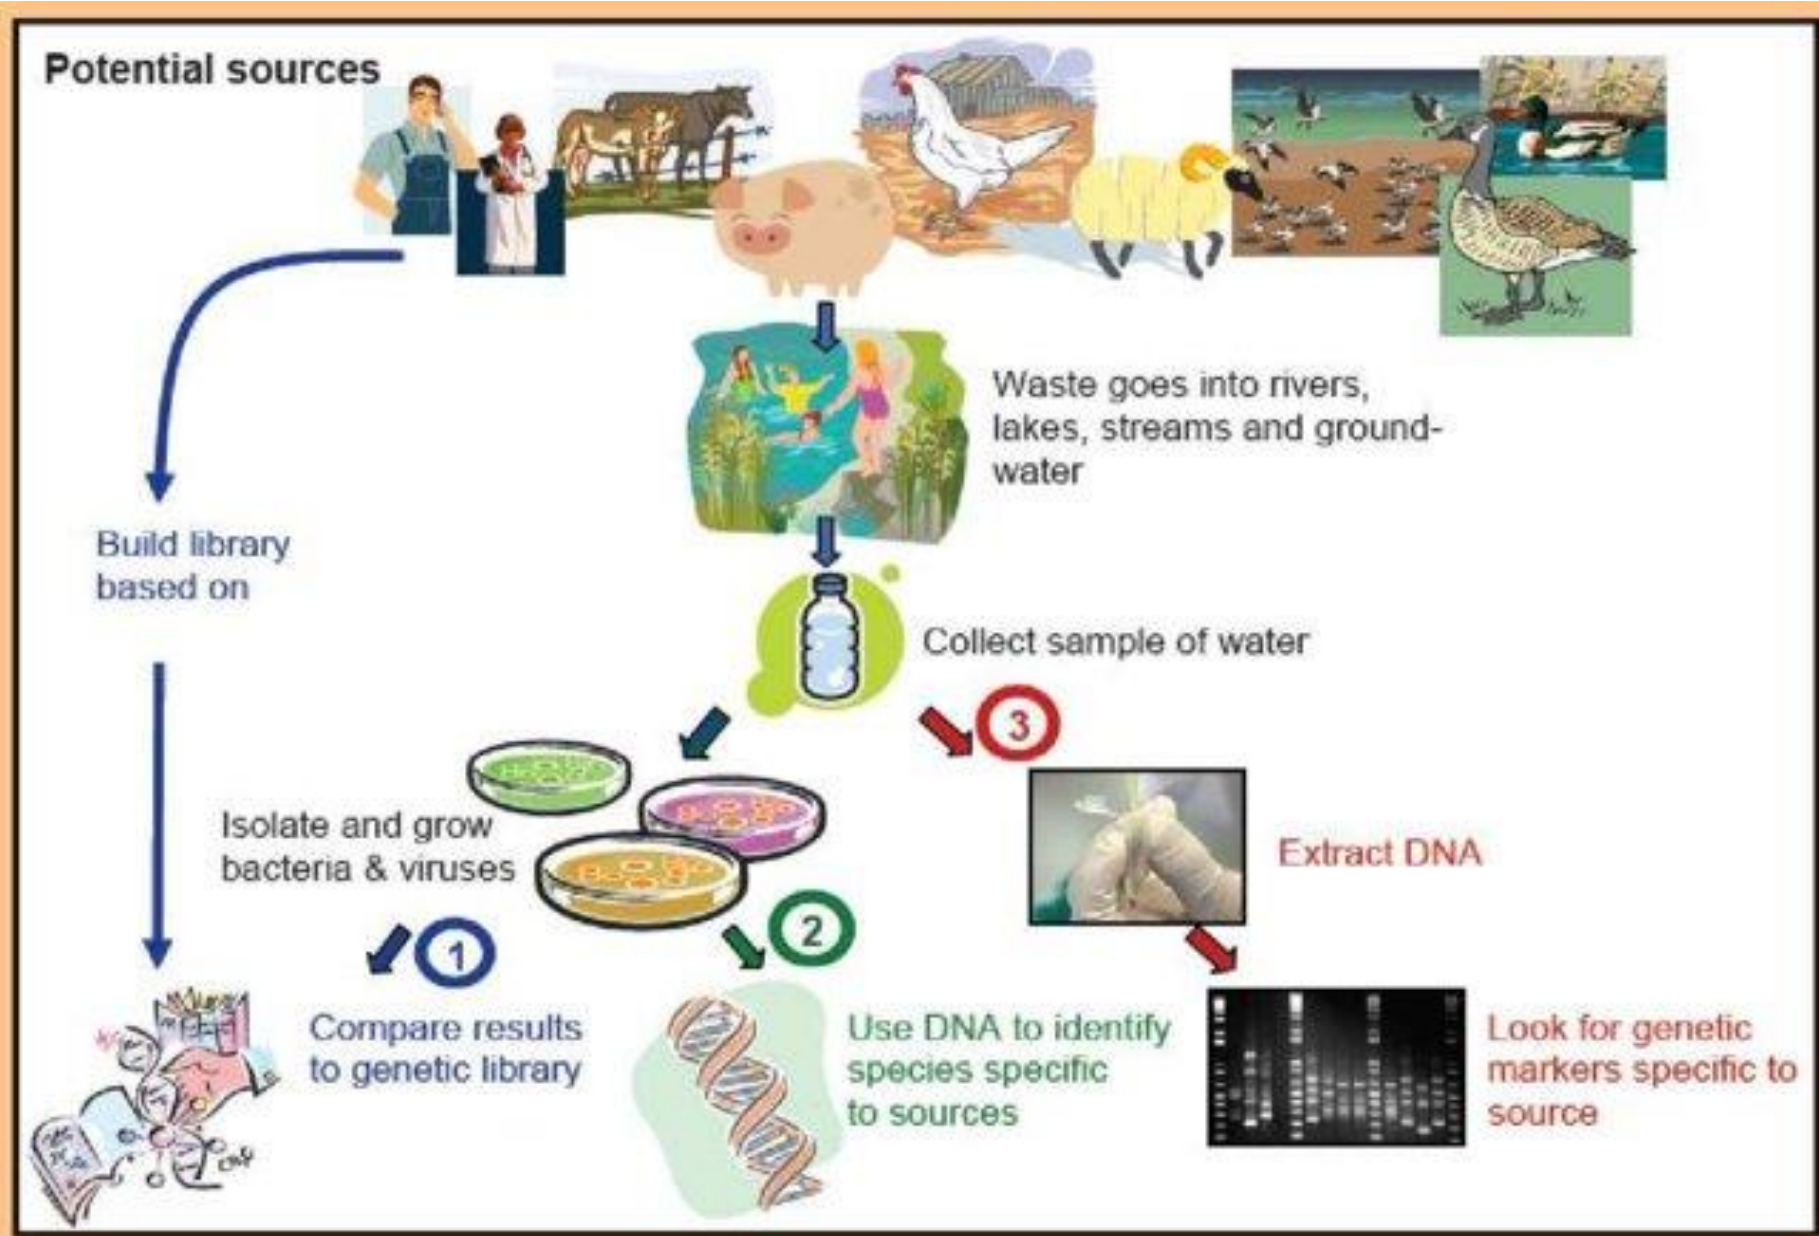 Potential sources
Waste goes into rivers,
lakes, streams and ground-
water
Build library
based on
Collect sample of water
3
Isolate and grow
bacteria & viruses
Extract DNA
1
2
Compare results
to genetic library
Use DNA to identify
species specific
to sources
Look for genetic
markers specific to
source